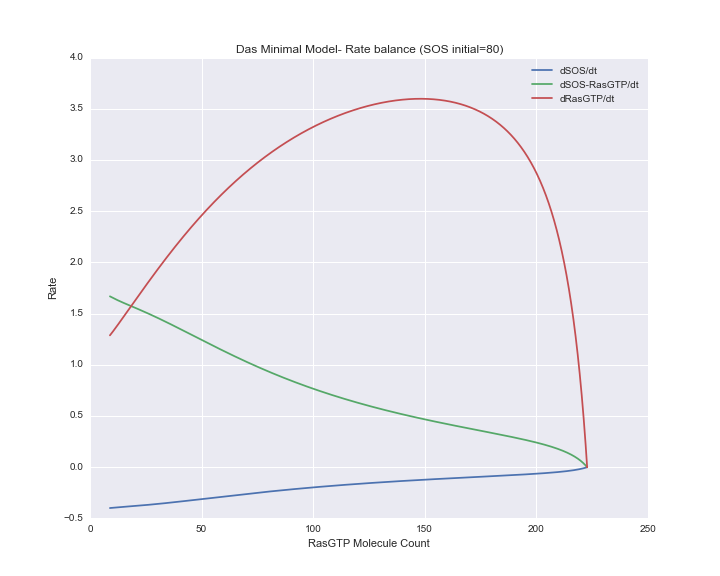 Das Minimal Model- Rate balance (SOS initial=80)
4.0
3.5
3.0
2.5
2.0
1.5
1.0
0.5
0.0
−0.5
Rate
dSOS/dt
dSOS-RasGTP/dt
dRasGTP/dt
0 50 100 150 200 250
RasGTP Molecule Count